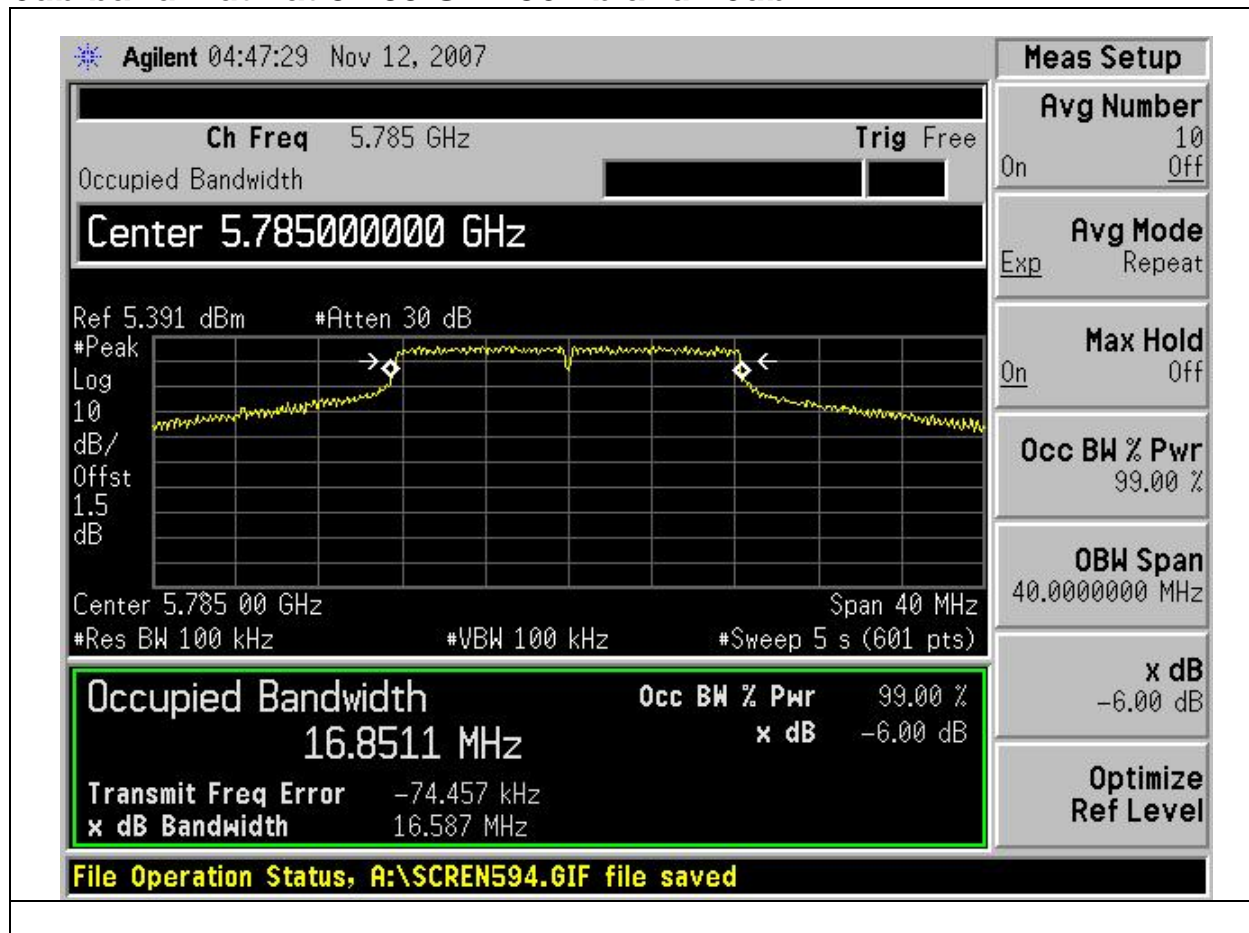 Agilent 04:47:29 Nov 12, 2007
Ch Freq 5.785 GHz Trig Free
Occupied Bandwidth
Center 5.785000000 GHz
Ref 5.391 dBm #Atten 30 dB
#Peak
Log
10
dB/
Offst
1.5
dB
Center 5.785 00 GHz Span 40 MHz
#Res BW 100 kHz #VBW 100 kHz #Sweep 5 s (601 pts)
Occupied Bandwidth Occ BW % Pwr 99.00 %
16.8511 MHz x dB -6.00 dB
Transmit Freq Error -74.457 kHz
x dB Bandwidth 16.587 MHz
File Operation Status, A:\SCREN594.GIF file saved
Meas Setup
Avg Number
10
On Off
Avg Mode
Exp Repeat
Max Hold
On Off
Occ BW % Pwr
99.00 %
OBW Span
40.0000000 MHz
x dB
-6.00 dB
Optimize
Ref Level